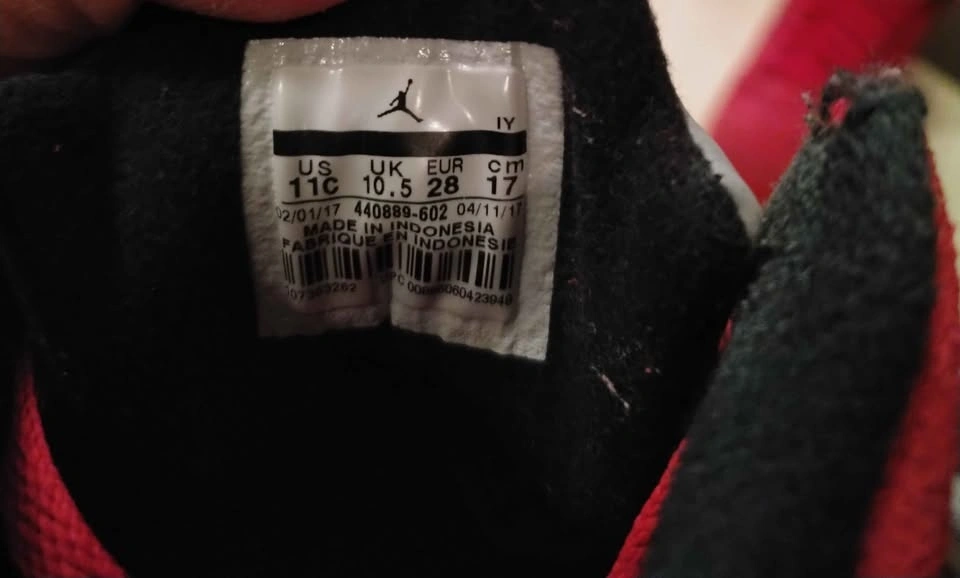 IY
US UK EUR cm
11C 10.5 28 17
02/01/17 440889-602 04/11/17
MADE IN INDONESIA
FABRIQUE EN INDONESIE